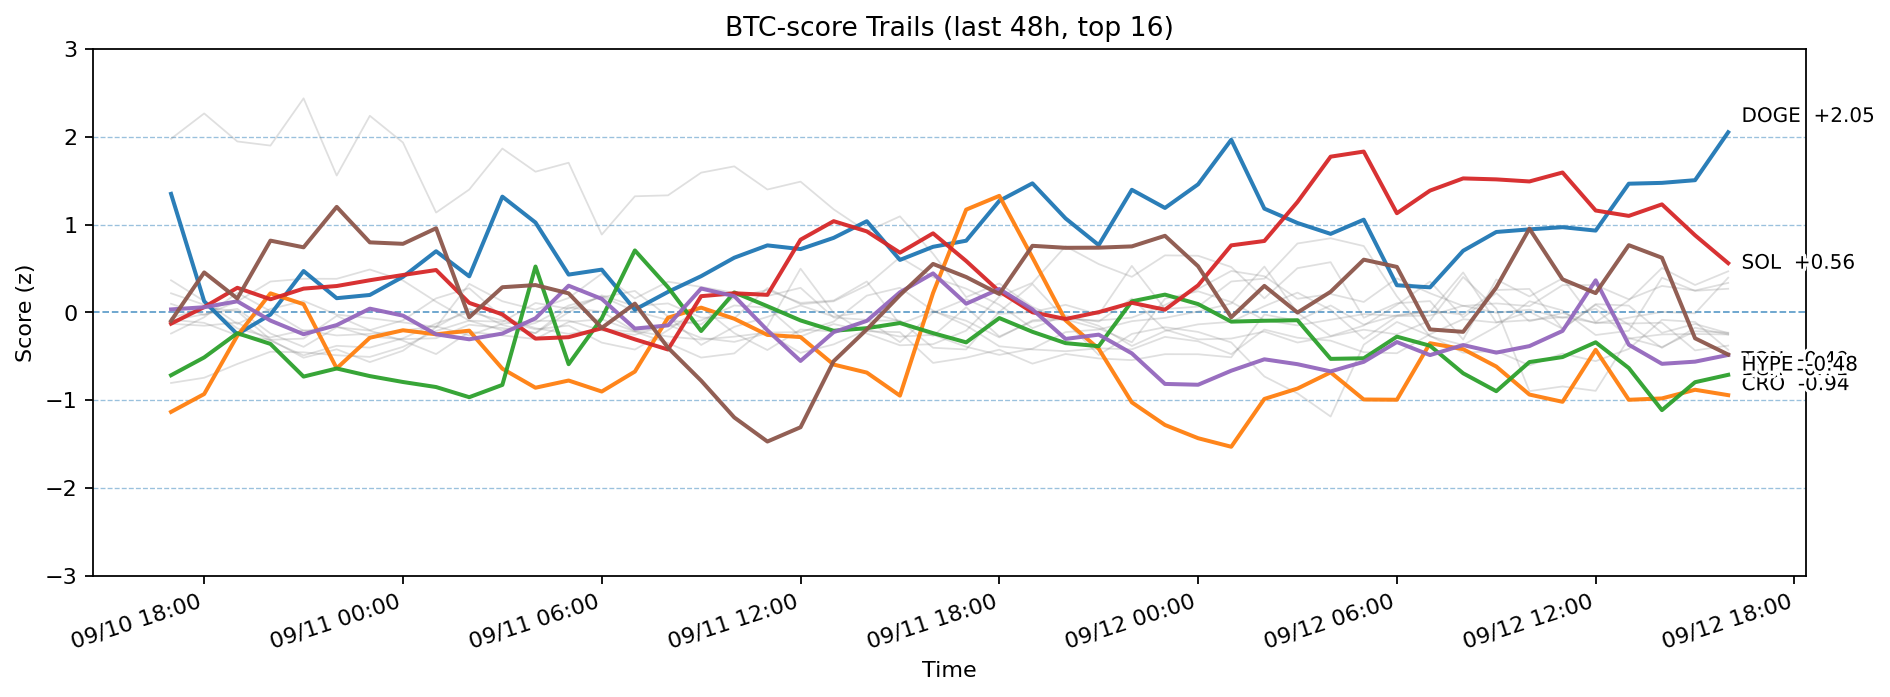 BTC-score Trails (last 48h, top 16)
Score (z)
3
2
1
0
−1
−2
−3
DOGE +2.05
SOL +0.56
HYPE -0.48
CRO -0.94
09/10 18:00
09/11 00:00
09/11 06:00
09/11 12:00
09/11 18:00
09/12 00:00
09/12 06:00
09/12 12:00
09/12 18:00
Time